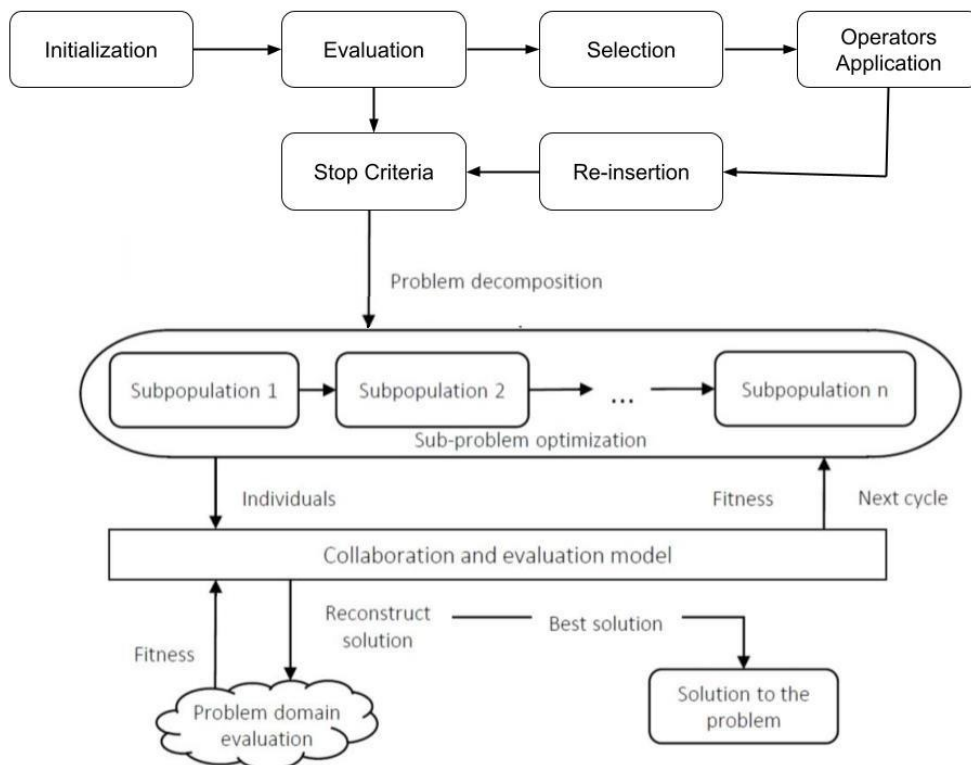 Initialization
Evaluation
Selection
Operators
Application
Stop Criteria
Re-insertion
Problem decomposition
Subpopulation 1
Subpopulation 2
...
Subpopulation n
Sub-problem optimization
Individuals
Fitness
Next cycle
Collaboration and evaluation model
Fitness
Reconstruct
solution
Best solution
Problem domain
evaluation
Solution to the
problem